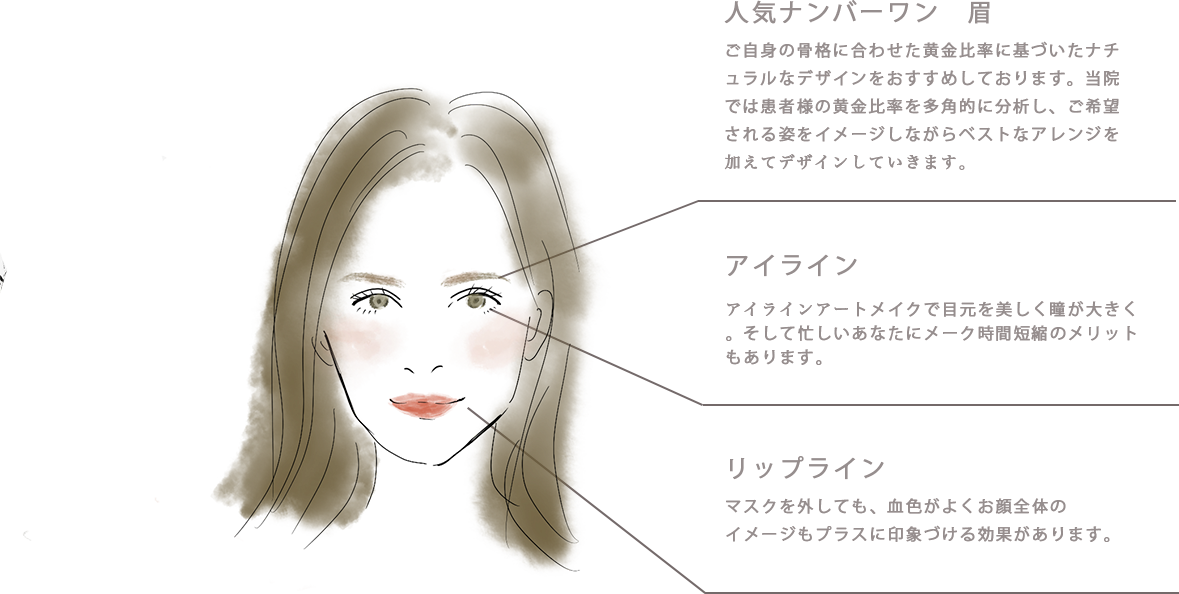 人気ナンバーワン　眉
ご自身の骨格に合わせた黄金比率に基づいたナチ
ュラルなデザインをおすすめしております。当院
では患者様の黄金比率を多角的に分析し、ご希望
される姿をイメージしながらベストなアレンジを
加えてデザインしていきます。
アイライン
アイラインアートメイクで目元を美しく瞳が大きく
。そして忙しいあなたにメーク時間短縮のメリット
もあります。
リップライン
マスクを外しても、血色がよくお顔全体の
イメージもプラスに印象づける効果があります。